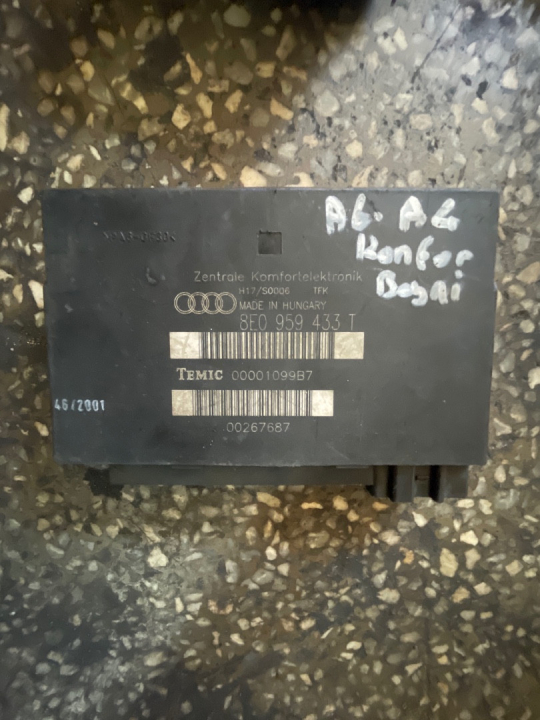 A6. A4
Konfor
Beyni
Zentrale Komfortelektronik
H17/S0006 TFK
MADE IN HUNGARY
8E0 959 433 T
TEMIC 00001099B7
46/2001
00267687